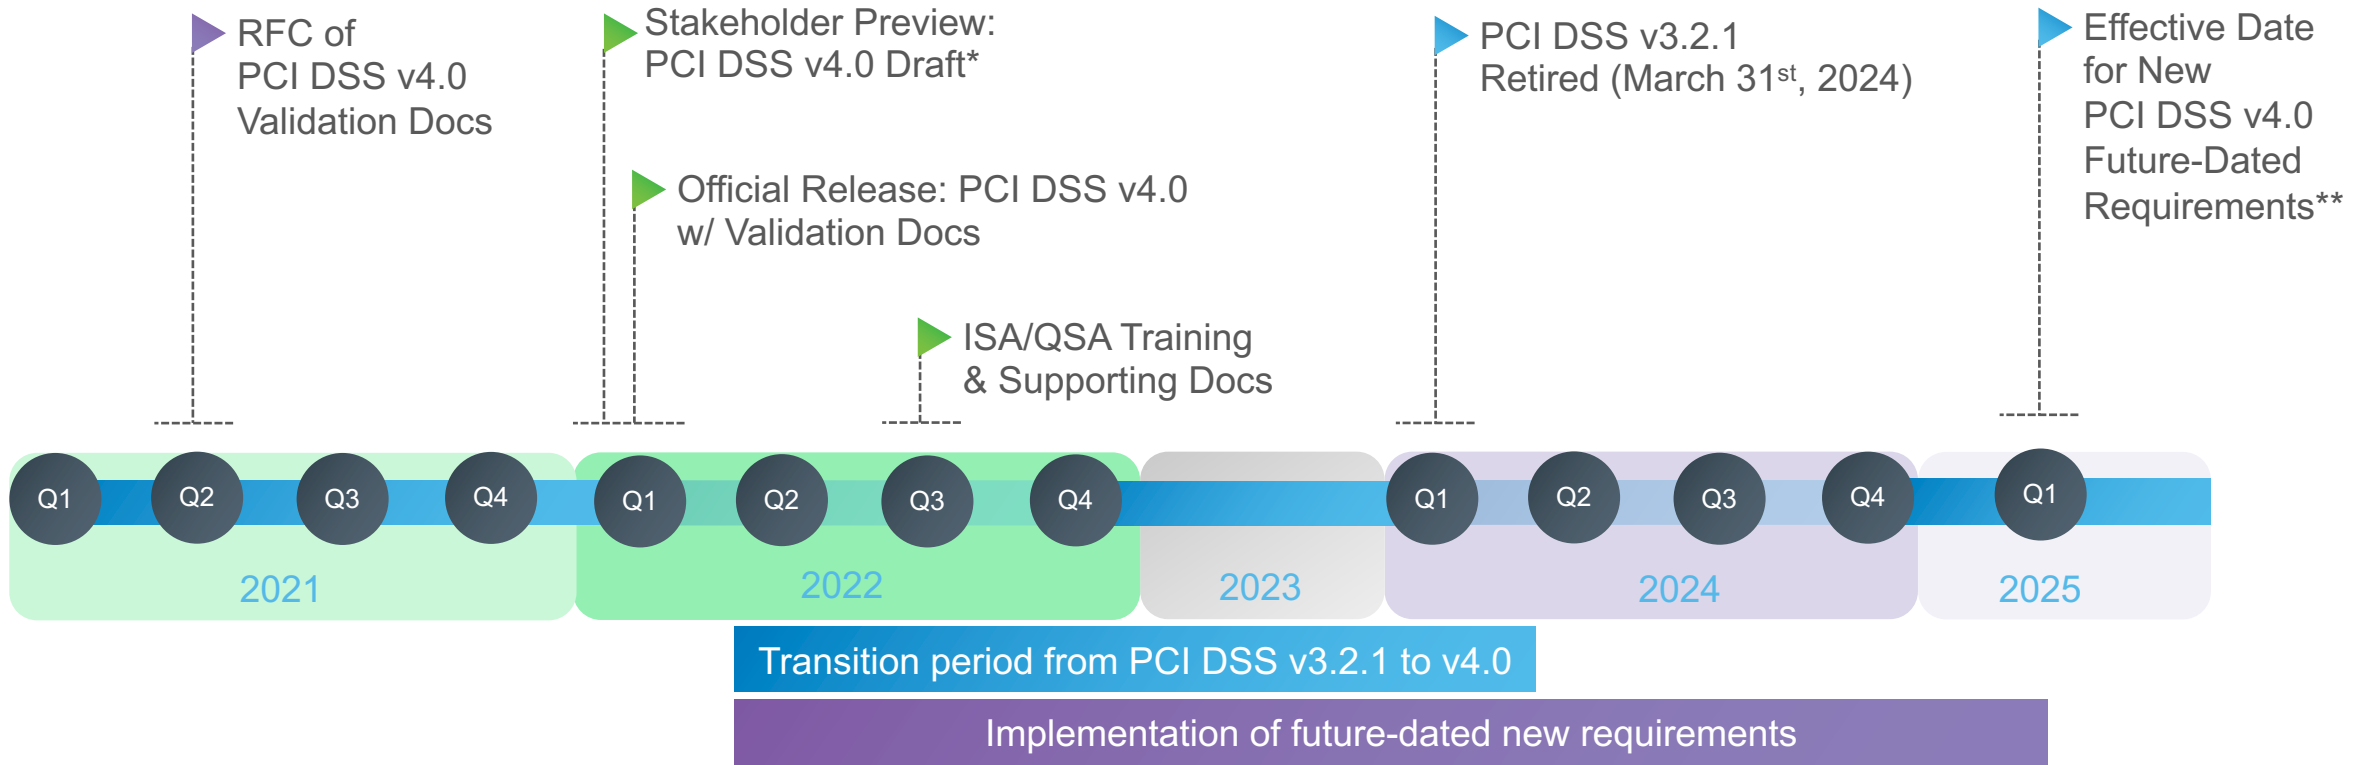 RFC of
PCI DSS v4.0
Validation Docs
Stakeholder Preview:
PCI DSS v4.0 Draft*
Official Release: PCI DSS v4.0
w/ Validation Docs
ISA/QSA Training
& Supporting Docs
PCI DSS v3.2.1
Retired (March 31st, 2024)
Effective Date
for New
PCI DSS v4.0
Future-Dated
Requirements**
Q1 Q2 Q3 Q4 Q1 Q2 Q3 Q4 Q1 Q2 Q3 Q4 Q1
2021 2022 2023 2024 2025
Transition period from PCI DSS v3.2.1 to v4.0
Implementation of future-dated new requirements